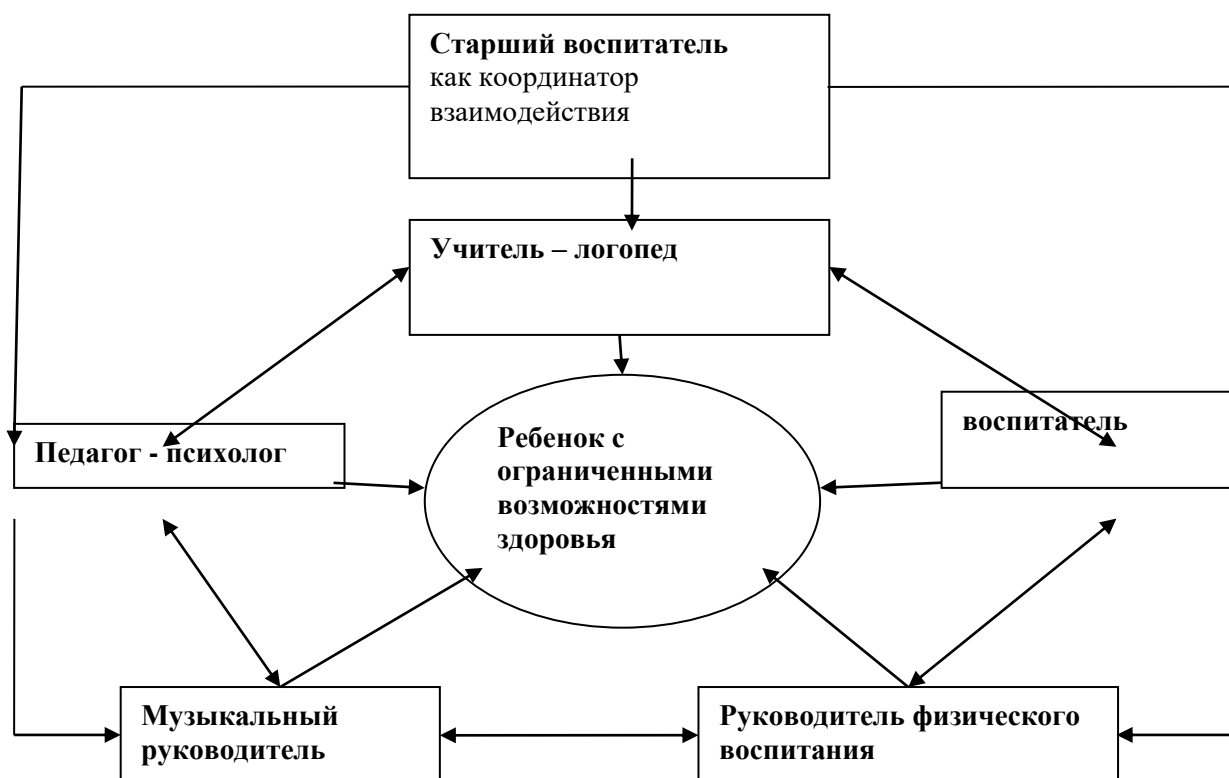 Старший воспитатель
как координатор
взаимодействия
Учитель – логопед
воспитатель
Педагог - психолог
Ребенок с
ограниченными
возможностями
здоровья
Музыкальный
руководитель
Руководитель физического
воспитания